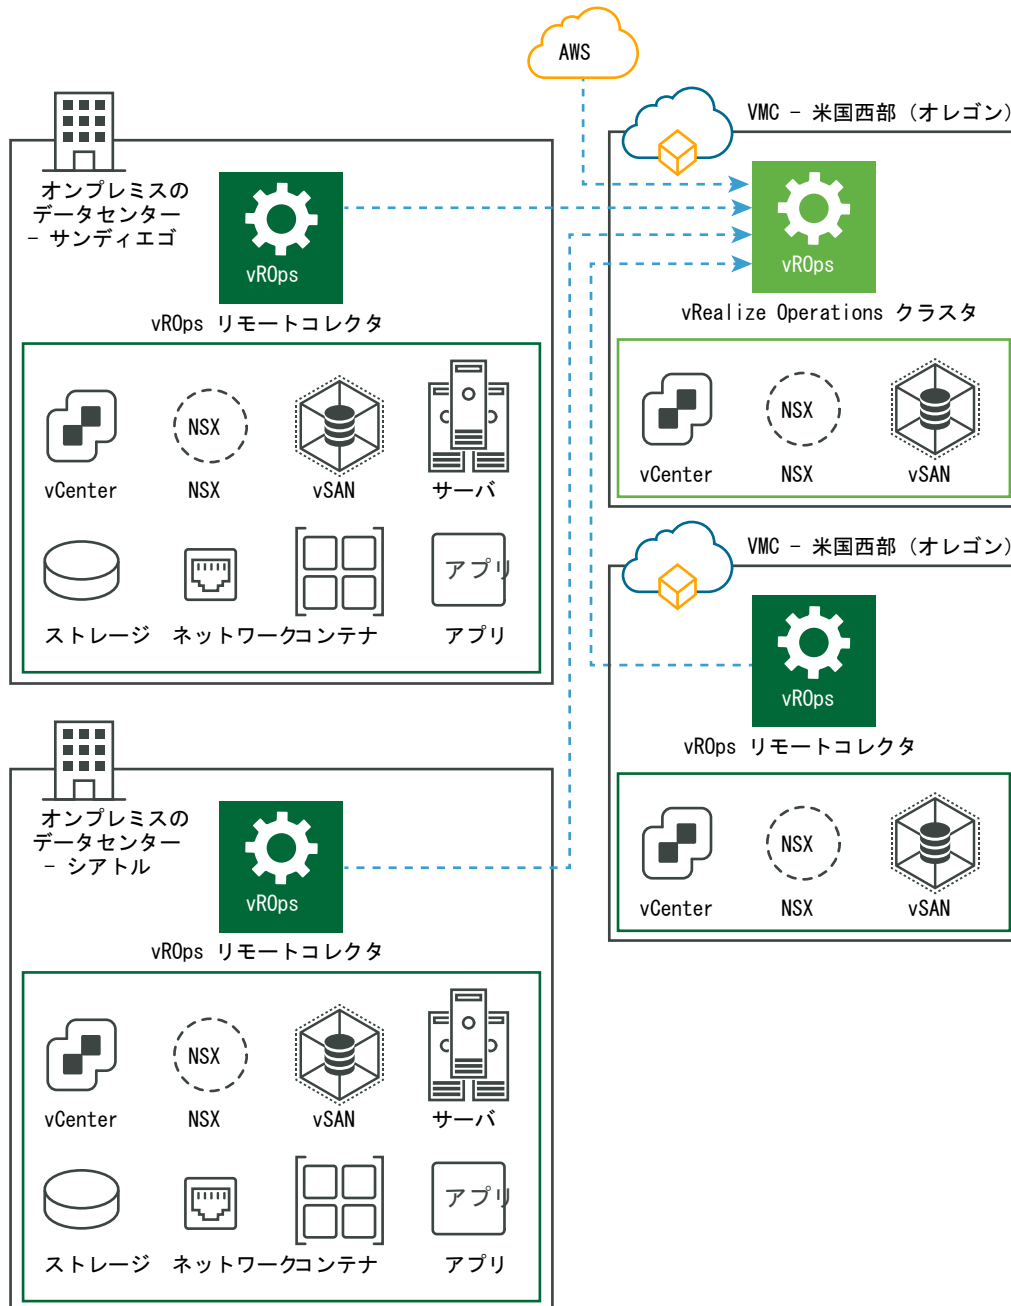 AWS
VMC - 米国西部 (オレゴン)
オンプレミスの
データセンター
- サンディエゴ
vROps
vROps リモートコレクタ
vCenter
NSX
NSX
vSAN
サーバ
ストレージ
ネットワーク
コンテナ
アプリ
アプリ
vROps
vRealize Operations クラスタ
vCenter
NSX
NSX
vSAN
VMC - 米国西部 (オレゴン)
vROps
vROps リモートコレクタ
vCenter
NSX
NSX
vSAN
オンプレミスの
データセンター
- シアトル
vROps
vROps リモートコレクタ
vCenter
NSX
NSX
vSAN
サーバ
ストレージ
ネットワーク
コンテナ
アプリ
アプリ